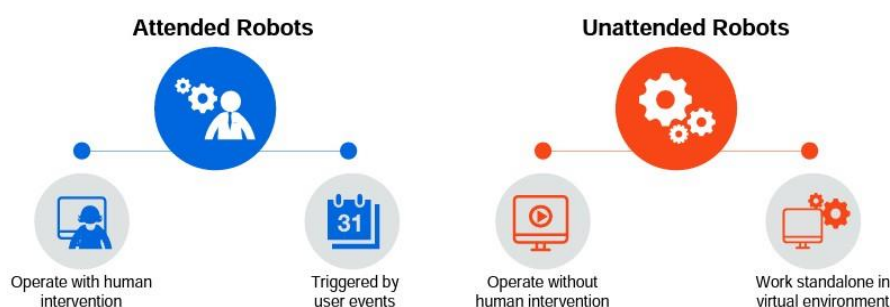 Attended Robots
Unattended Robots
31
Operate with human
intervention
Triggered by
user events
Operate without
human intervention
Work standalone in
virtual environment